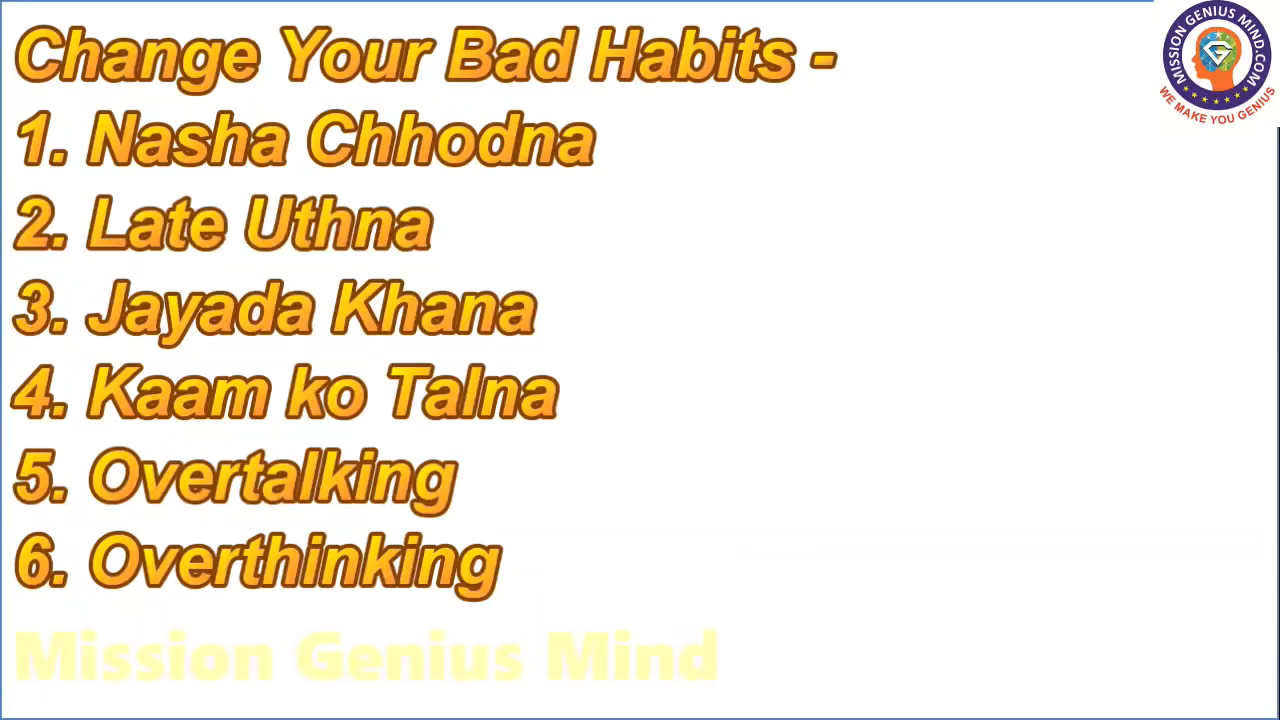 Change Your Bad Habits -
1. Nasha Chhodna
2. Late Uthna
3. Jayada Khana
4. Kaam ko Talna
5. Overtalking
6. Overthinking
Mission Genius Mind
MISSION GENIUS MIND.COM
G
WE MAKE YOU GENIUS